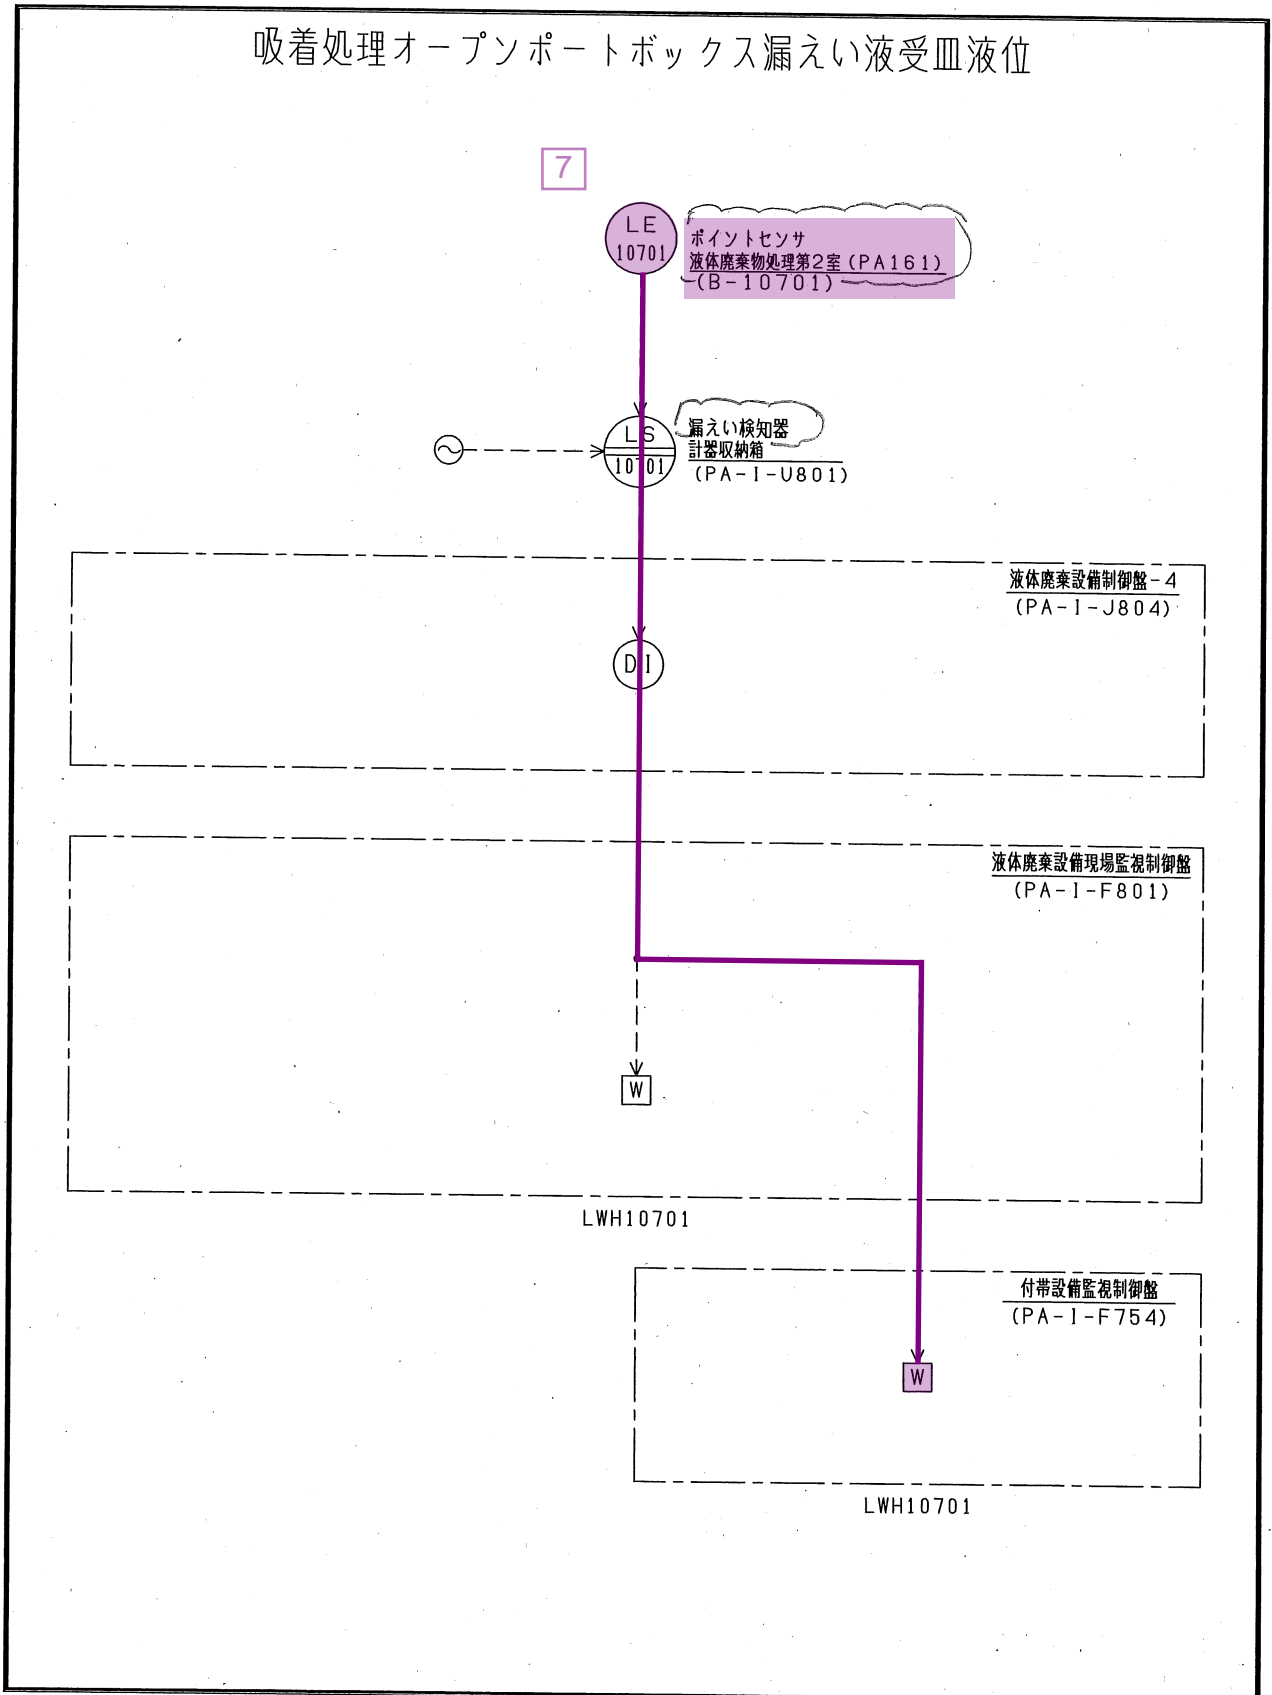 吸着処理オープンポートボックス漏えい液受皿液位
7
LE
10701
ポイントセンサ
液体廃棄物処理第2室(PA161)
(B-10701)
LS
10701
漏えい検知器
計器収納箱
(PA-I-U801)
液体廃棄設備制御盤-4
(PA-I-J804)
DI
液体廃棄設備現場監視制御盤
(PA-I-F801)
W
LWH10701
付帯設備監視制御盤
(PA-I-F754)
W
LWH10701